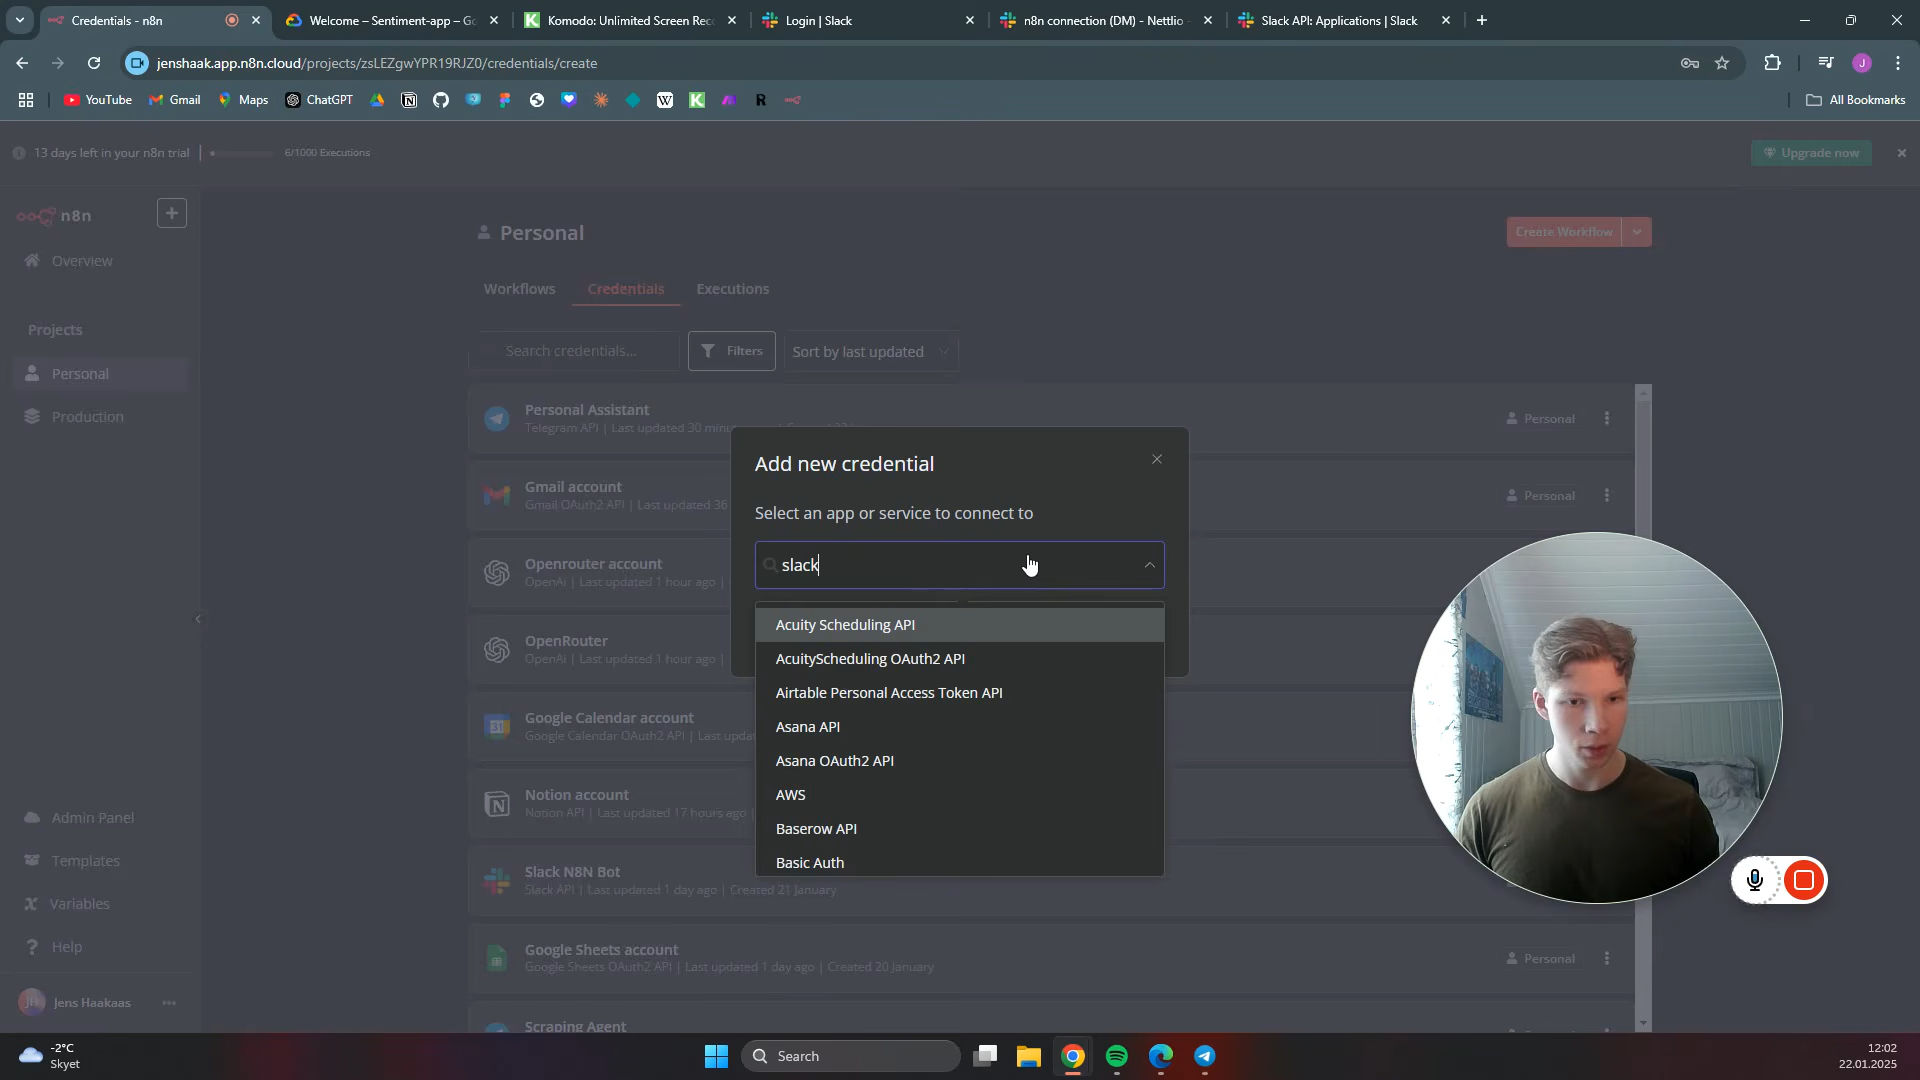 Credentials - n8n
Welcome – Sentiment-app – Go
Komodo: Unlimited Screen Rec
Login | Slack
n8n connection (DM) - Nettlio
Slack API: Applications | Slack
jenshaak.app.n8n.cloud/projects/zsLEZgwYPR19RJZ0/credentials/create
J
YouTube
Gmail
Maps
ChatGPT
All Bookmarks
13 days left in your n8n trial
6/1000 Executions
Upgrade now
n8n
Overview
Projects
Personal
Production
Admin Panel
Templates
Variables
Help
Jens Haakaas
Personal
Create Workflow
Workflows
Credentials
Executions
Search credentials...
Filters
Sort by last updated
Personal Assistant
Telegram API | Last updated 30
Personal
Gmail account
Gmail OAuth2 API | Last updated 36
Personal
Openrouter account
OpenAi | Last updated 1 hour ago |
OpenRouter
OpenAi | Last updated 1 hour ago |
Google Calendar account
Google Calendar OAuth2 API | Last
Notion account
Notion API | Last updated 17 hours ago |
Slack N8N Bot
Slack API | Last updated 1 day ago | Created 21 January
Google Sheets account
Google Sheets OAuth2 API | Last updated 1 day ago | Created 20 January
Personal
Scraping Agent
Add new credential
Select an app or service to connect to
slack
Acuity Scheduling API
AcuityScheduling OAuth2 API
Airtable Personal Access Token API
Asana API
Asana OAuth2 API
AWS
Baserow API
Basic Auth
-2°C
Skyet
Search
12:02
22.01.2025